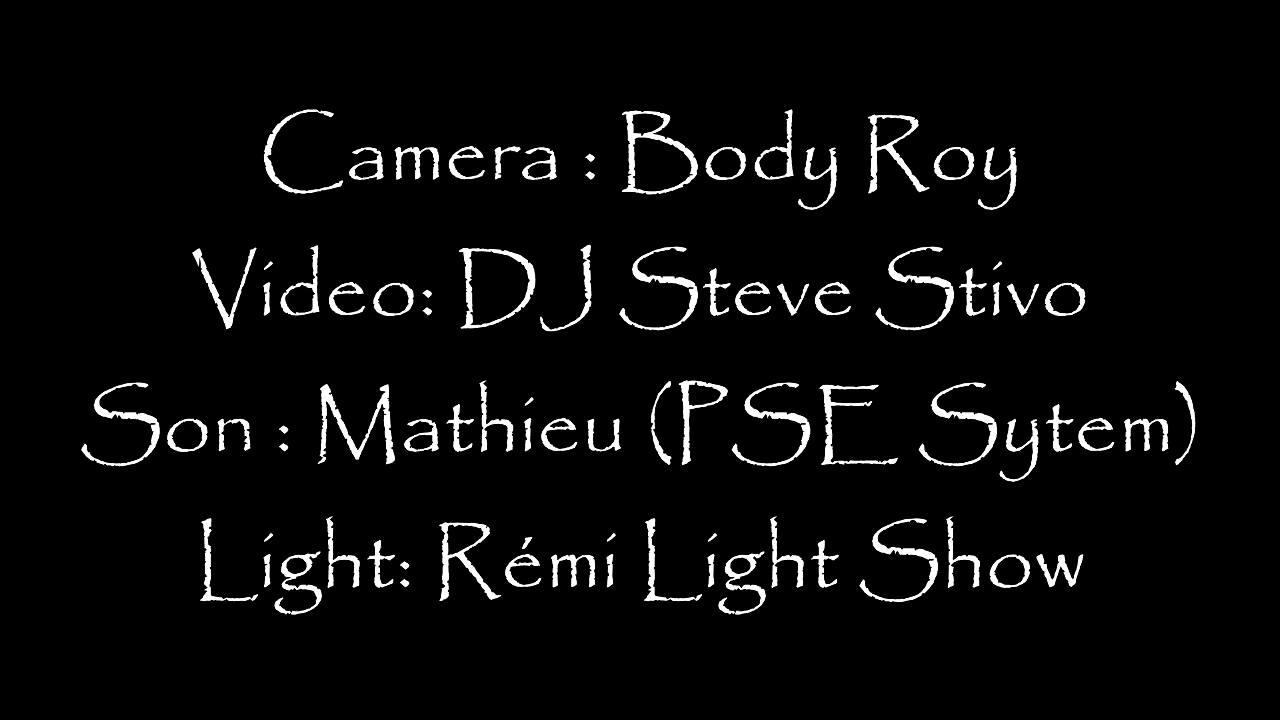 Camera : Body Roy
Video: DJ Steve Stivo
Son : Mathieu (PSE Sytem)
Light: Rémi Light Show